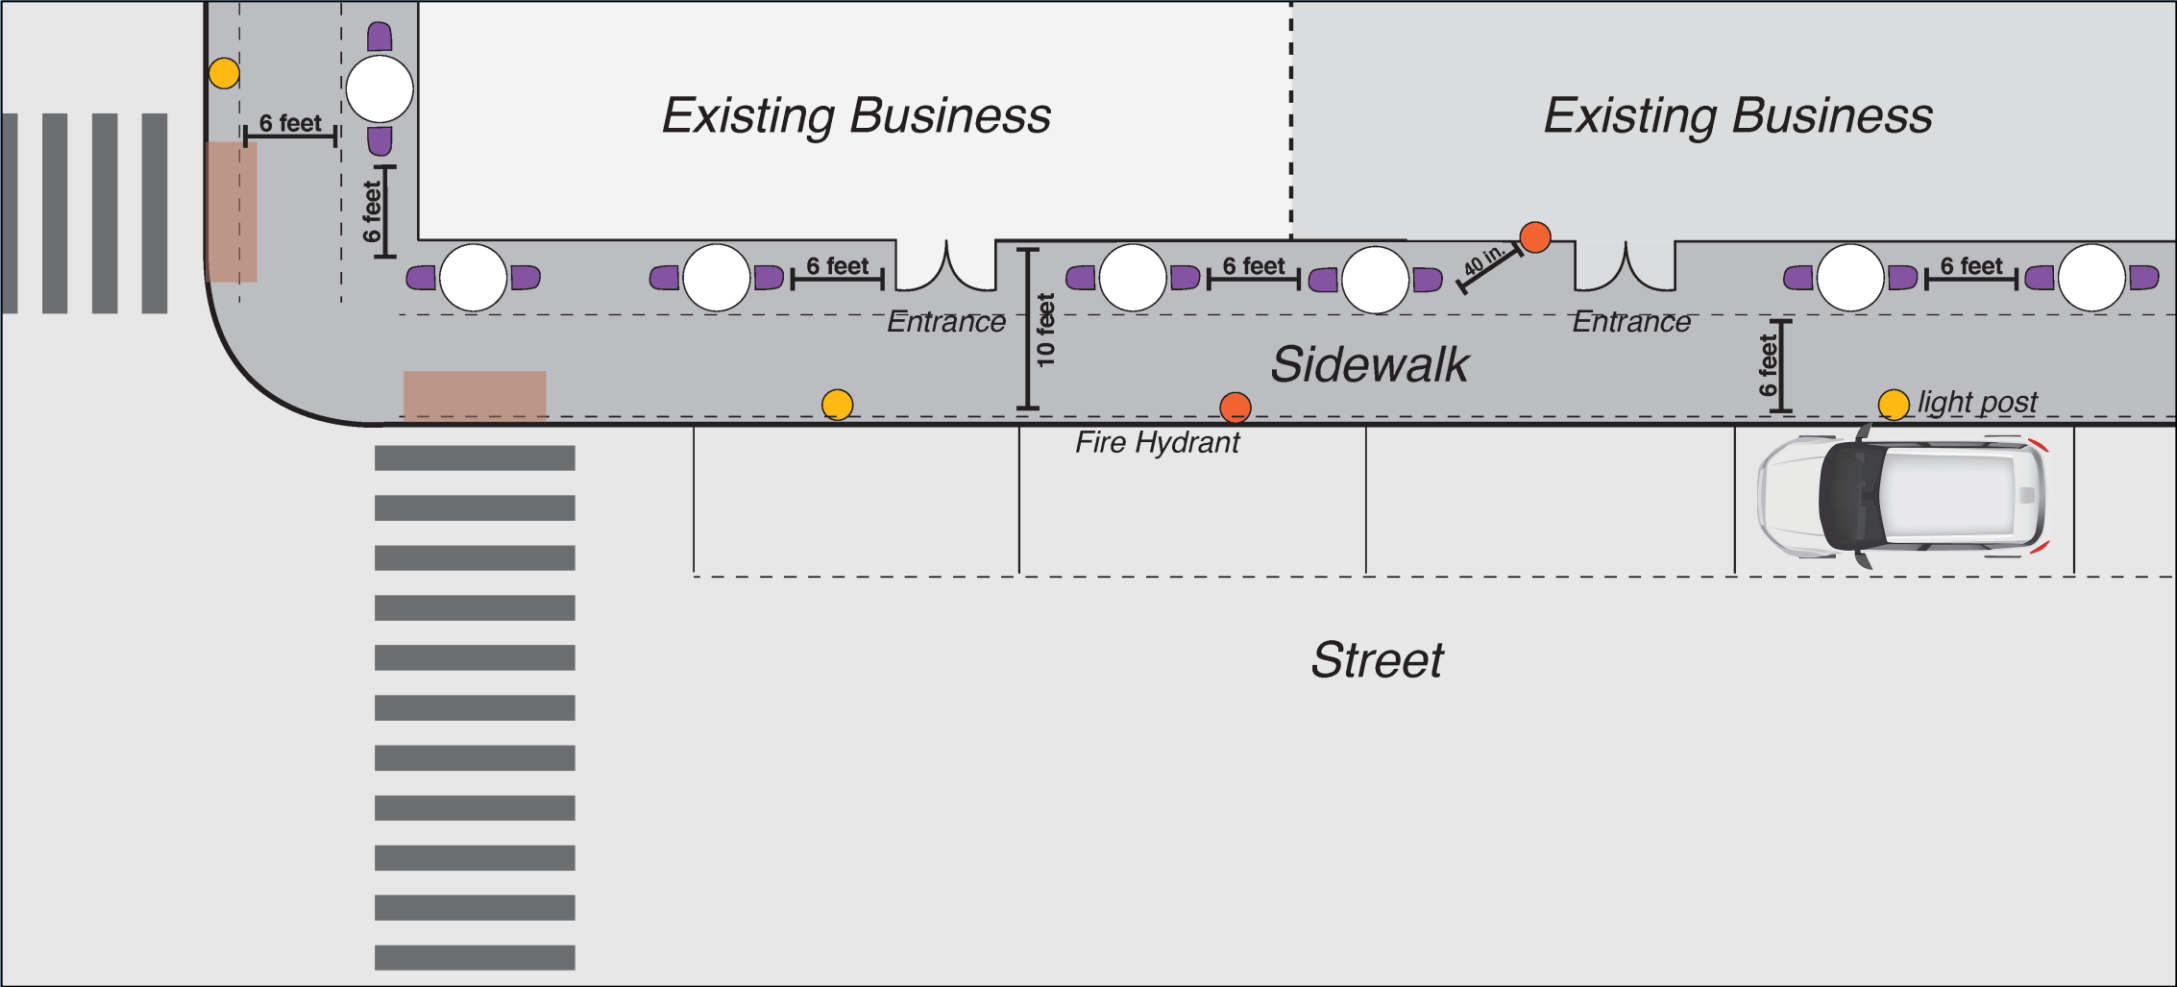 Existing Business
Existing Business
6 feet
6 feet
6 feet
6 feet
40 in.
6 feet
Entrance
10 feet
Entrance
Sidewalk
6 feet
light post
Fire Hydrant
Street